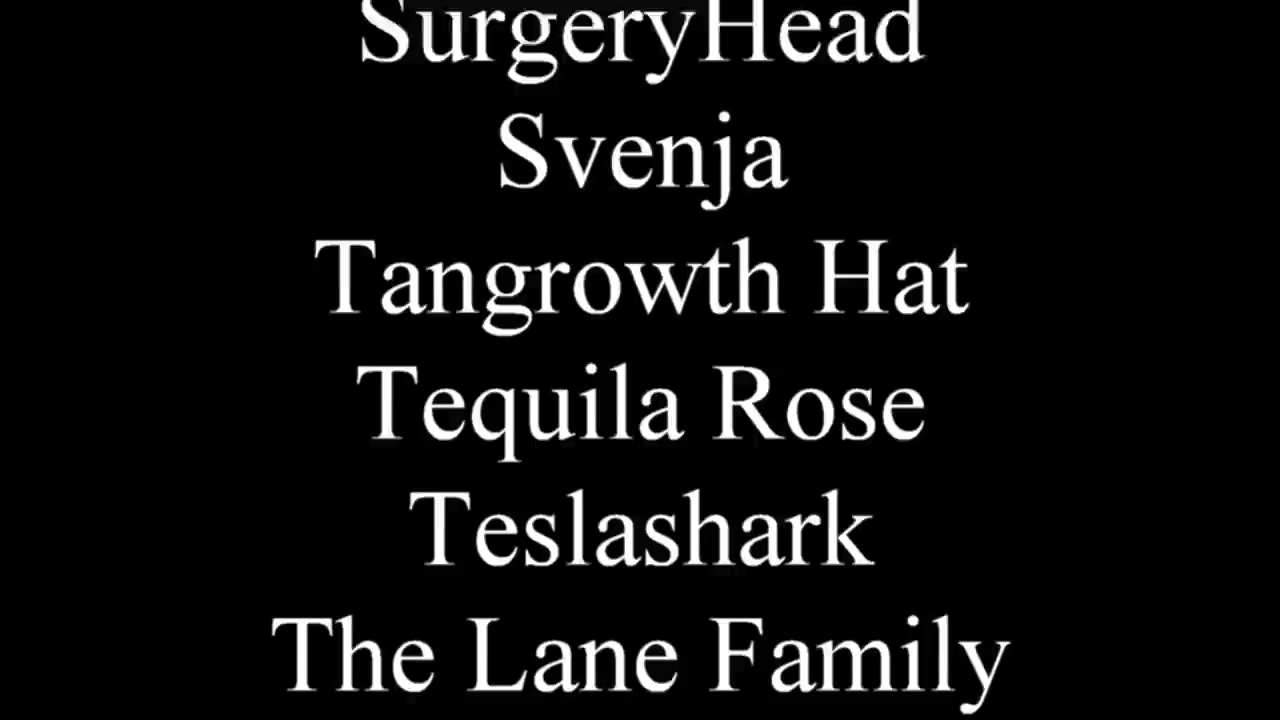 SurgeryHead
Svenja
Tangrowth Hat
Tequila Rose
Teslashark
The Lane Family